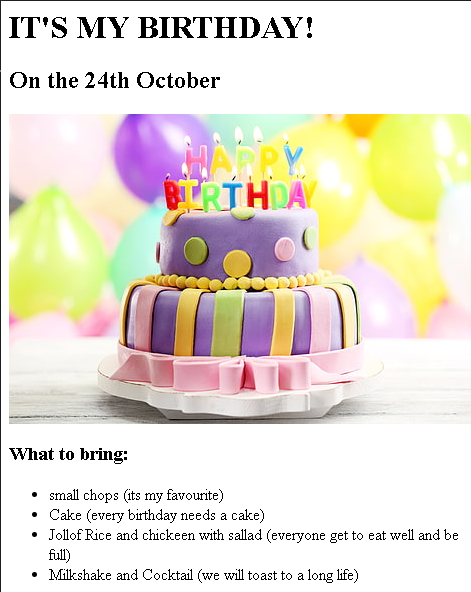 IT'S MY BIRTHDAY!
On the 24th October
HAPPY
BIRTHDAY
What to bring:
small chops (its my favourite)
Cake (every birthday needs a cake)
Jollof Rice and chickeen with sallad (everyone get to eat well and be
full)
Milkshake and Cocktail (we will toast to a long life)